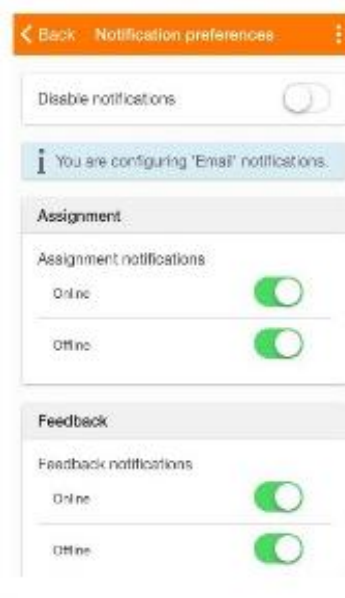 Back Notification preferences
Disable notifications
You are configuring 'Email' notifications.
Assignment
Assignment notifications
Online
Offline
Feedback
Feedback notifications
Online
Offline